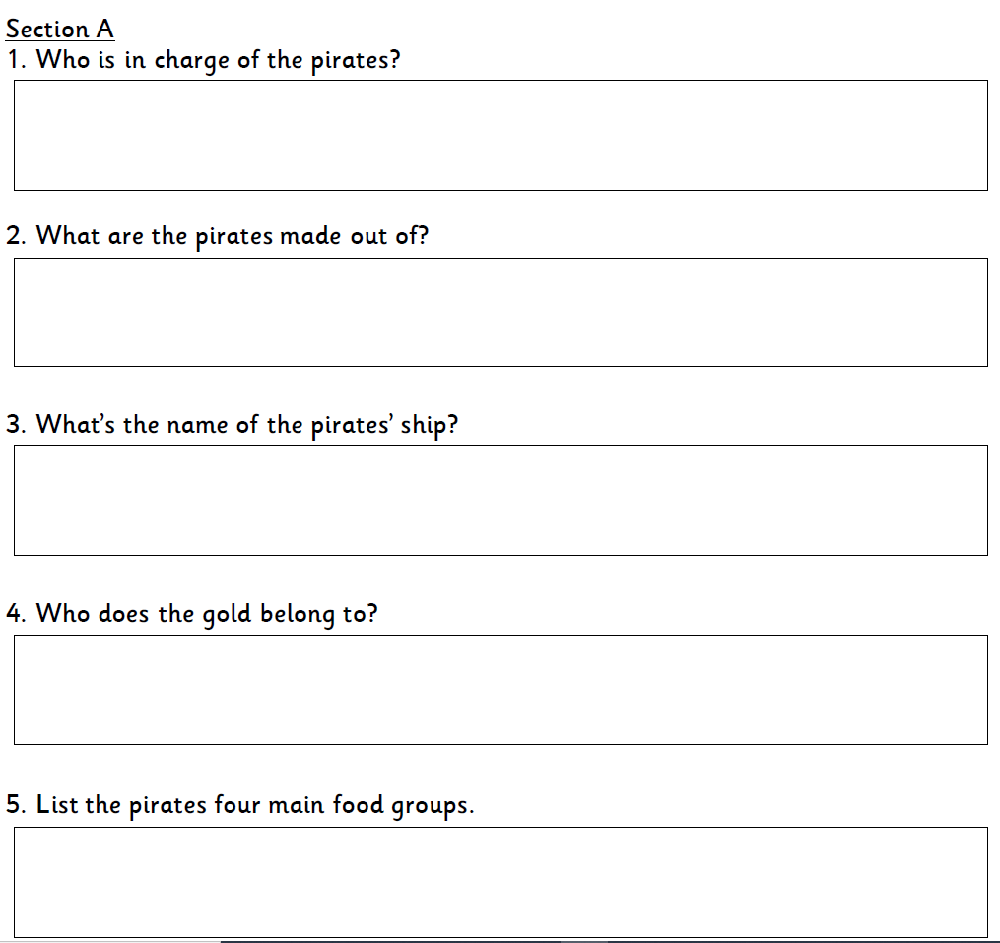 Section A
1. Who is in charge of the pirates?
2. What are the pirates made out of?
3. What’s the name of the pirates’ ship?
4. Who does the gold belong to?
5. List the pirates four main food groups.